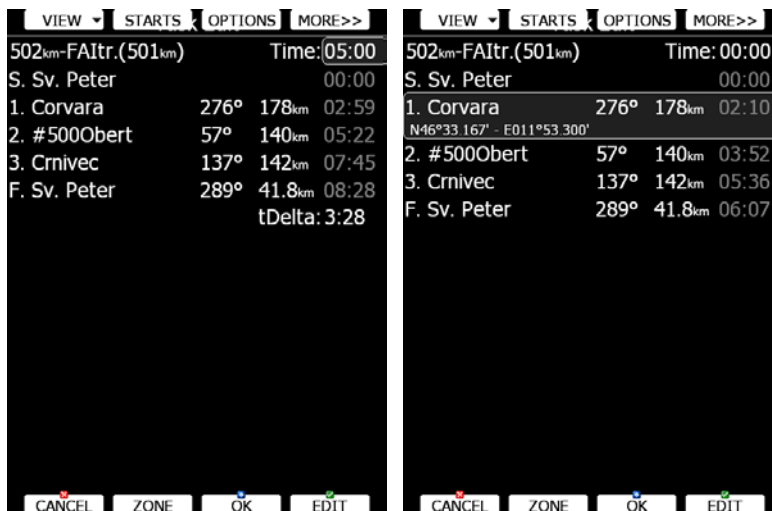 VIEW STARTS OPTIONS MORE>>
502km-FAItr.(501km) Time: 05:00
S. Sv. Peter 00:00
1. Corvara 276° 178km 02:59
2. #500Obert 57° 140km 05:22
3. Crnivec 137° 142km 07:45
F. Sv. Peter 289° 41.8km 08:28
tDelta: 3:28
CANCEL ZONE OK EDIT
VIEW STARTS OPTIONS MORE>>
502km-FAItr.(501km) Time: 00:00
S. Sv. Peter 00:00
1. Corvara 276° 178km 02:10
N46°33.167' - E011°53.300'
2. #500Obert 57° 140km 03:52
3. Crnivec 137° 142km 05:36
F. Sv. Peter 289° 41.8km 06:07
CANCEL ZONE OK EDIT